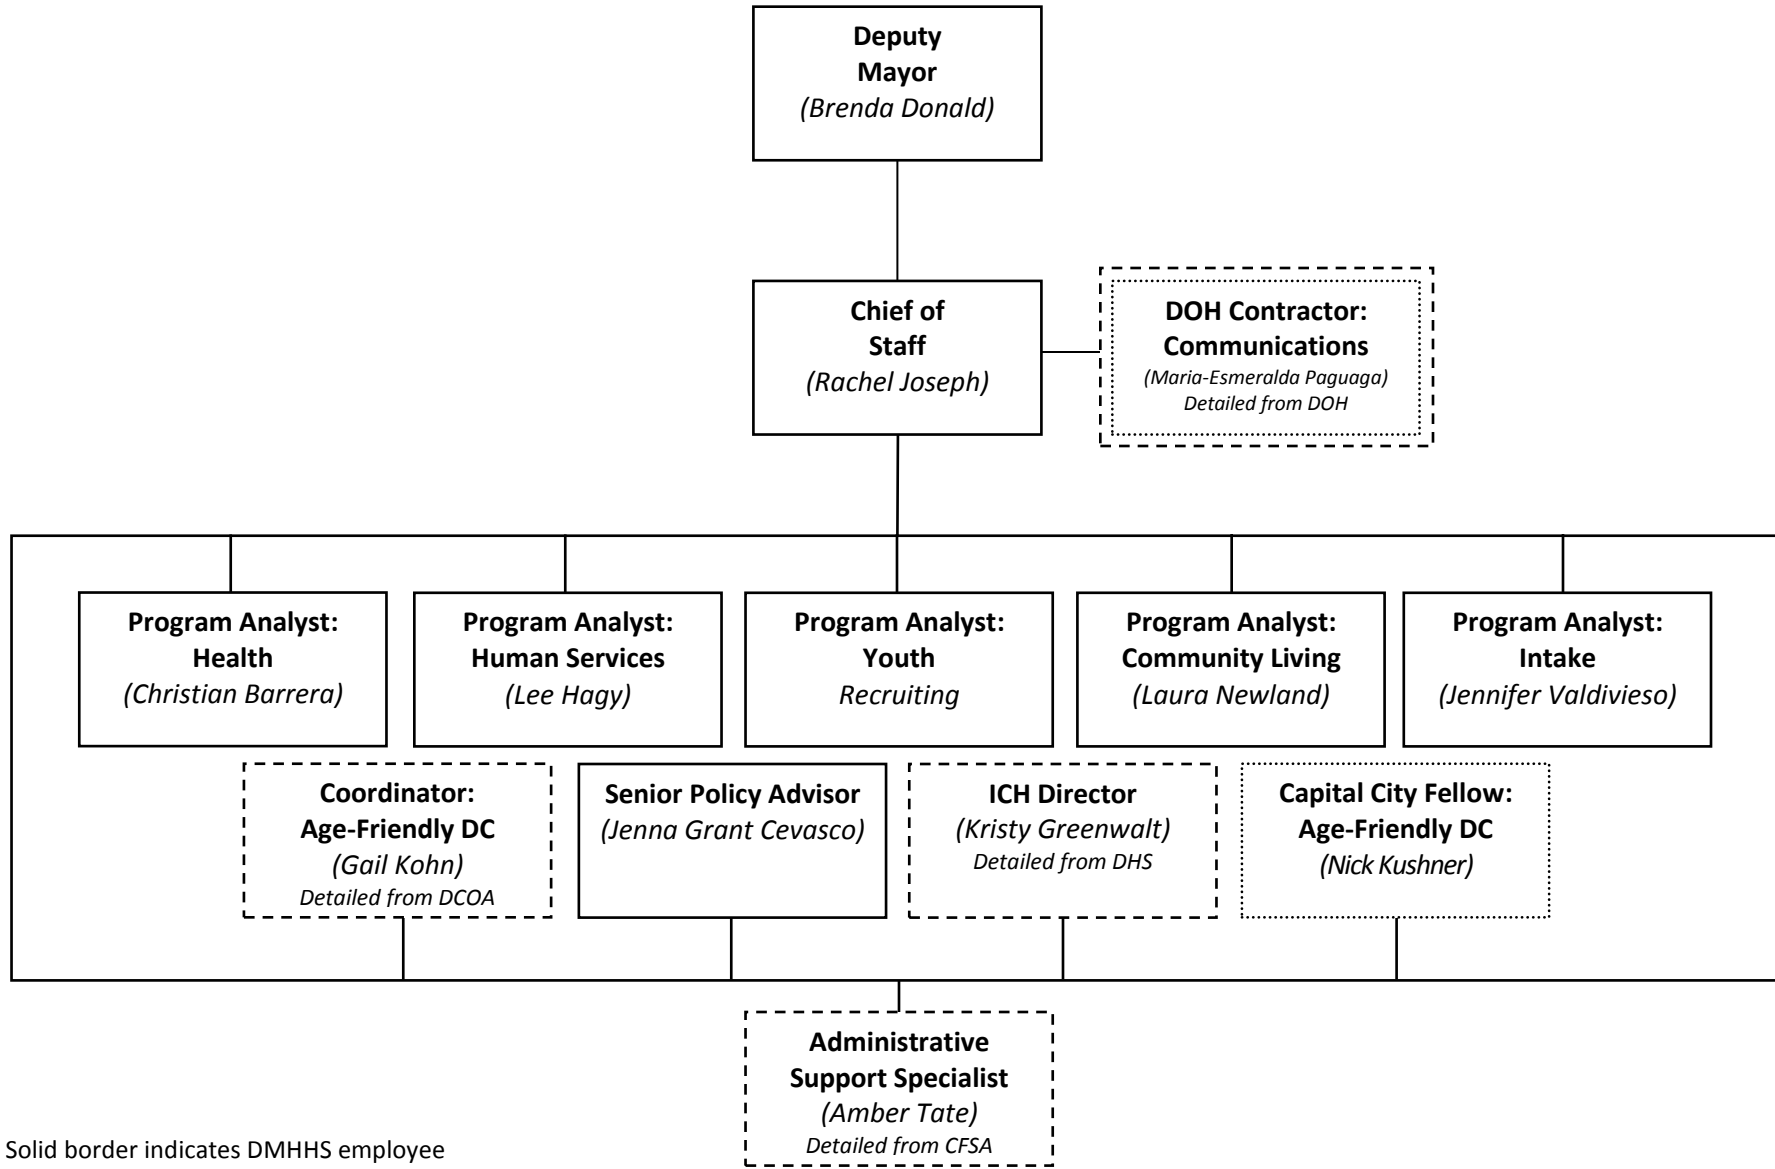 Deputy
Mayor
(Brenda Donald)
Chief of
Staff
(Rachel Joseph)
DOH Contractor:
Communications
(Maria-Esmeralda Paguaga)
Detailed from DOH
Program Analyst:
Health
(Christian Barrera)
Program Analyst:
Human Services
(Lee Hagy)
Program Analyst:
Youth
Recruiting
Program Analyst:
Community Living
(Laura Newland)
Program Analyst:
Intake
(Jennifer Valdivieso)
Coordinator:
Age-Friendly DC
(Gail Kohn)
Detailed from DCOA
Senior Policy Advisor
(Jenna Grant Cevasco)
ICH Director
(Kristy Greenwalt)
Detailed from DHS
Capital City Fellow:
Age-Friendly DC
(Nick Kushner)
Administrative
Support Specialist
(Amber Tate)
Detailed from CFSA
Solid border indicates DMHHS employee